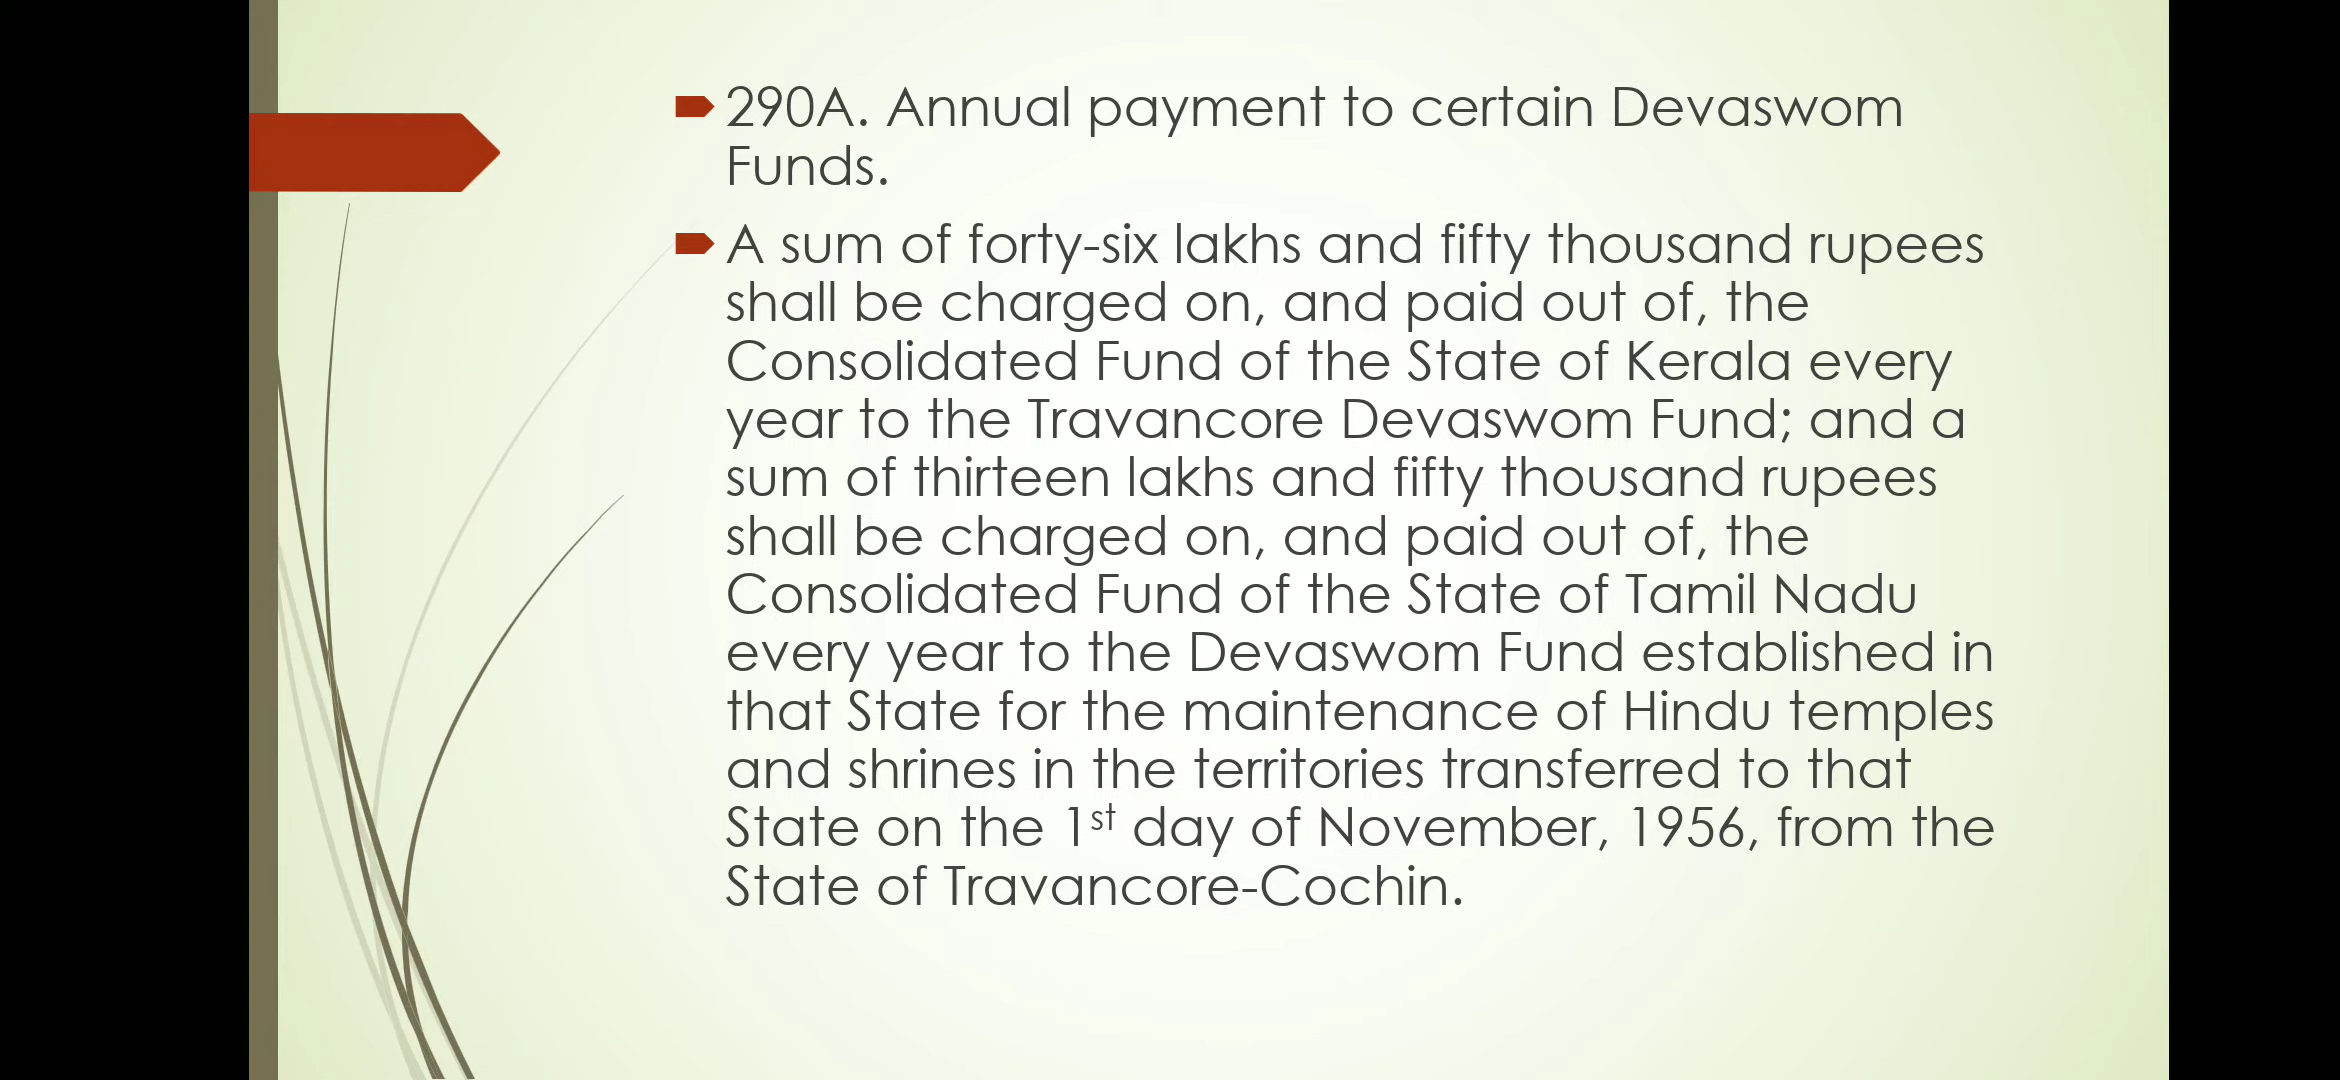 290A. Annual payment to certain Devaswom
Funds.
A sum of forty-six lakhs and fifty thousand rupees
shall be charged on, and paid out of, the
Consolidated Fund of the State of Kerala every
year to the Travancore Devaswom Fund; and a
sum of thirteen lakhs and fifty thousand rupees
shall be charged on, and paid out of, the
Consolidated Fund of the State of Tamil Nadu
every year to the Devaswom Fund established in
that State for the maintenance of Hindu temples
and shrines in the territories transferred to that
State on the 1st day of November, 1956, from the
State of Travancore-Cochin.